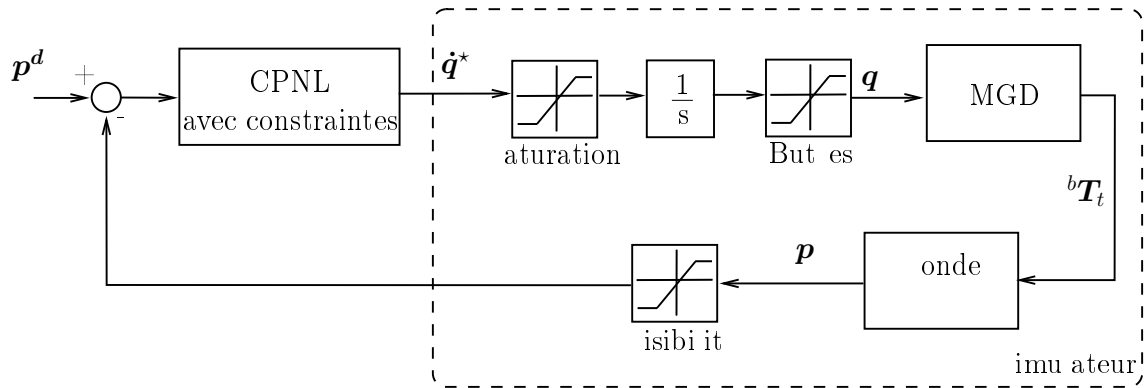 p^d
+
-
CPNL
avec constraintes
q̇*
aturation
1
s
But es
q
MGD
^bT_t
onde
p
isibi it
imu ateur